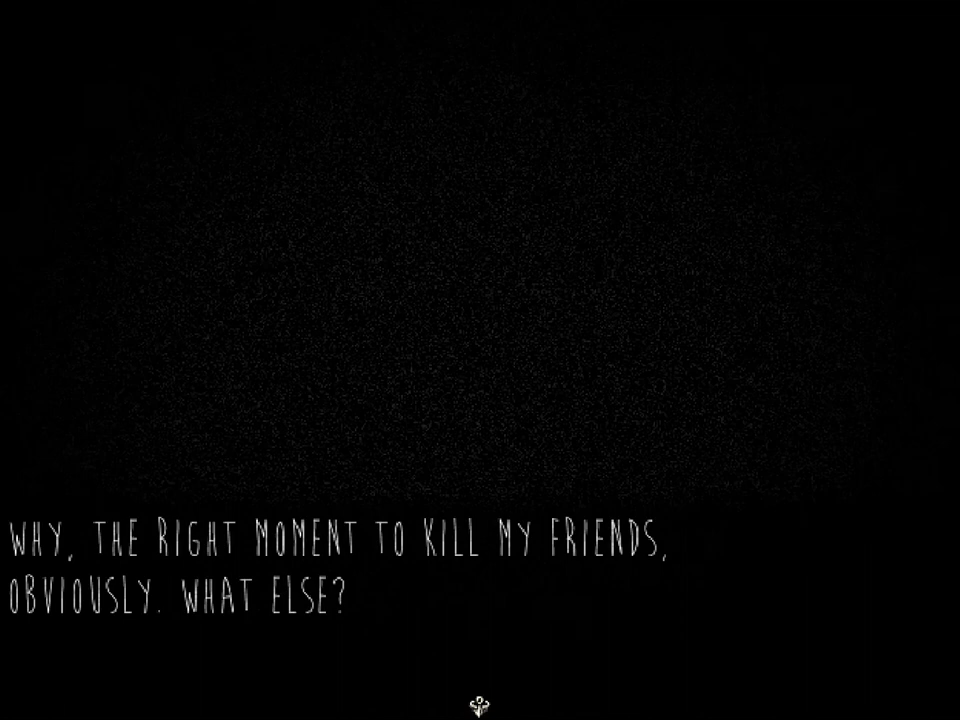 WHY, THE RIGHT MOMENT TO KILL MY FRIENDS,
OBVIOUSLY. WHAT ELSE?